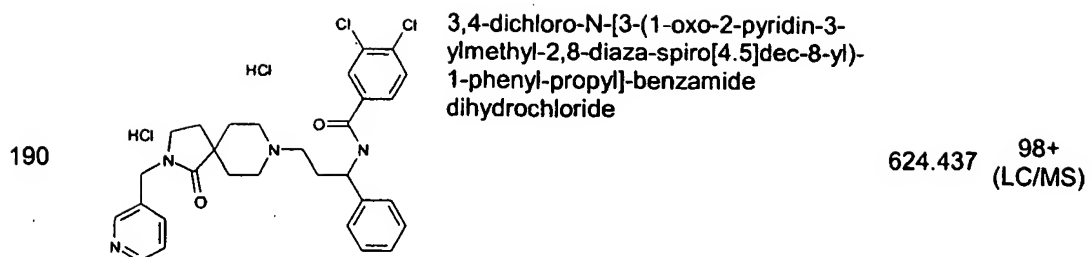 190
Cl Cl
HCl
O
N
HCl
N
N
O
N
3,4-dichloro-N-[3-(1-oxo-2-pyridin-3-
ylmethyl-2,8-diaza-spiro[4.5]dec-8-yl)-
1-phenyl-propyl]-benzamide
dihydrochloride
624.437
98+
(LC/MS)